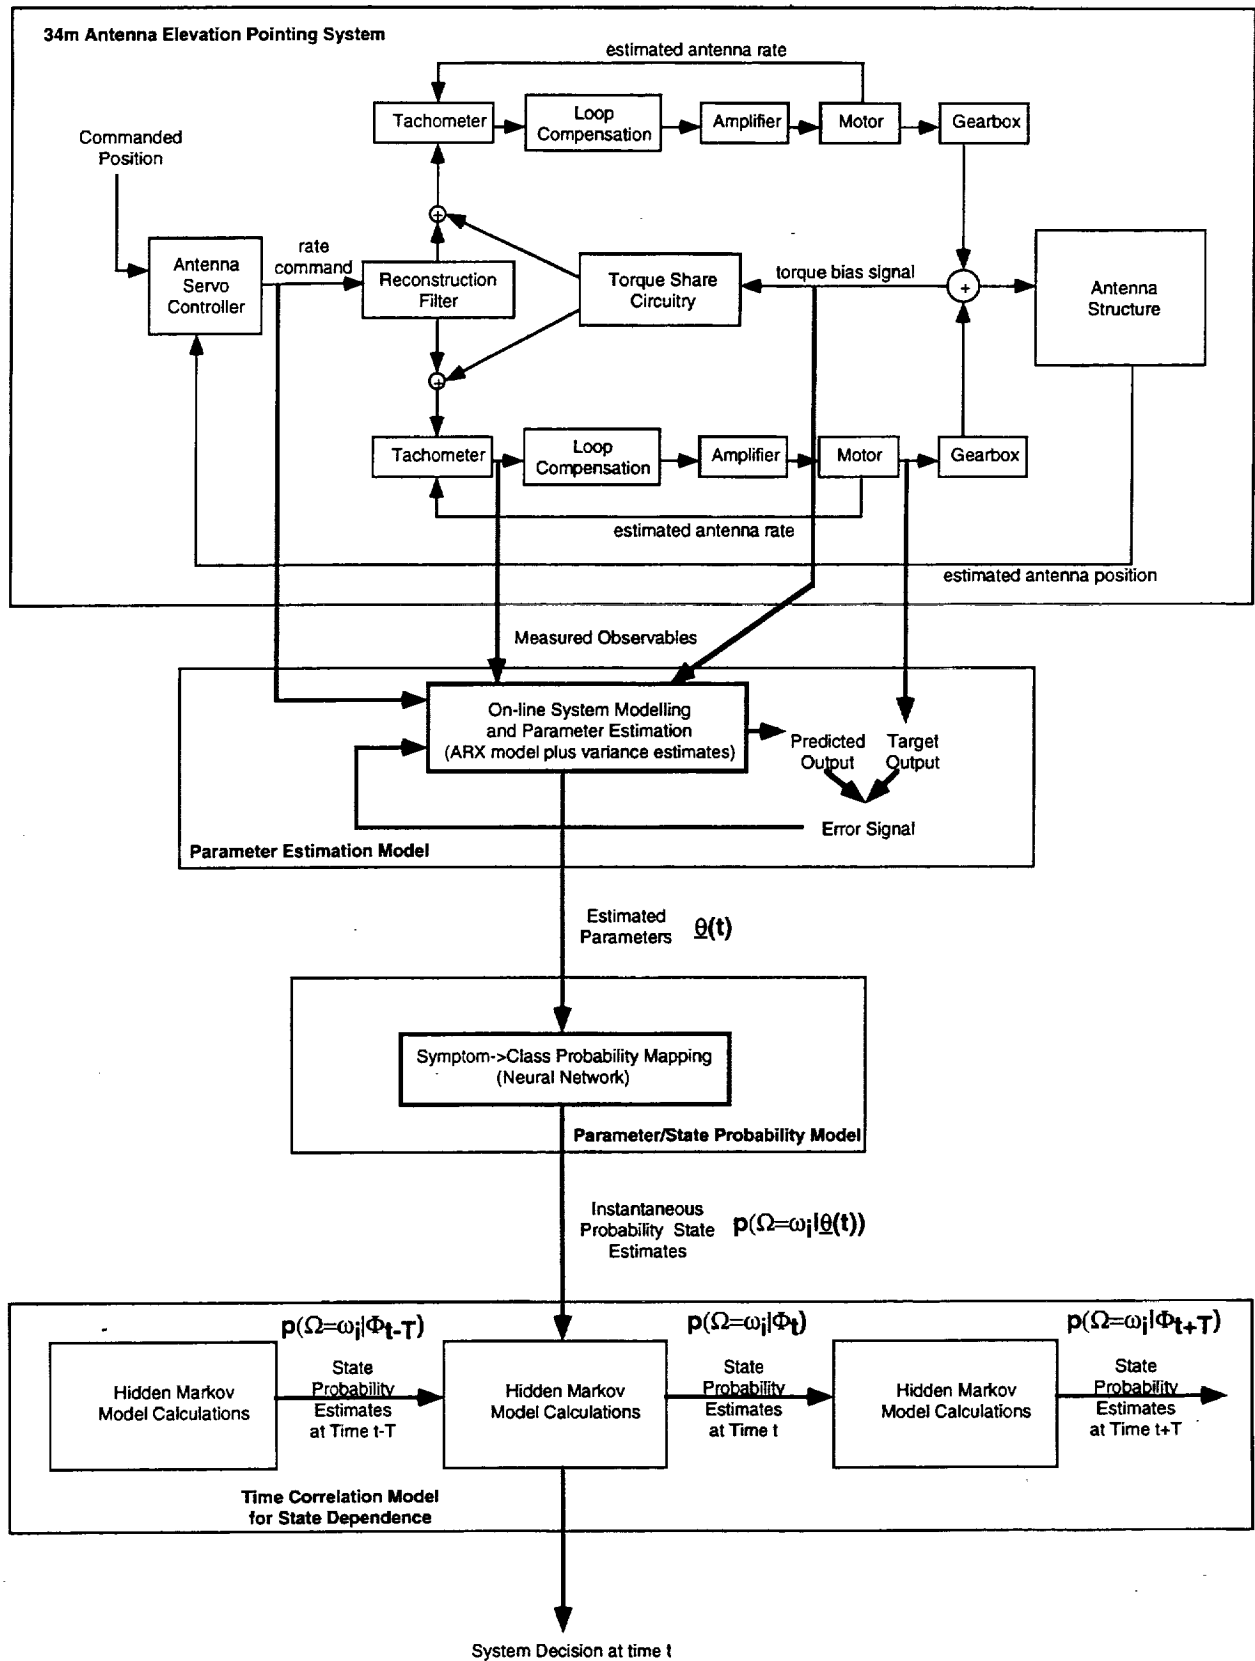 34m Antenna Elevation Pointing System
estimated antenna rate
Tachometer
Loop
Compensation
Amplifier
Motor
Gearbox
Commanded
Position
+
Antenna
Servo
Controller
rate
command
Reconstruction
Filter
Torque Share
Circuitry
torque bias signal
+
Antenna
Structure
+
Tachometer
Loop
Compensation
Amplifier
Motor
Gearbox
estimated antenna rate
estimated antenna position
Measured Observables
On-line System Modelling
and Parameter Estimation
(ARX model plus variance estimates)
Predicted
Output
Target
Output
Error Signal
Parameter Estimation Model
Estimated
Parameters
θ(t)
Symptom->Class Probability Mapping
(Neural Network)
Parameter/State Probability Model
Instantaneous
Probability State
Estimates
p(Ω=ωi|θ(t))
p(Ω=ωi|Φt-T)
p(Ω=ωi|Φt)
p(Ω=ωi|Φt+T)
Hidden Markov
Model Calculations
State
Probability
Estimates
at Time t-T
Hidden Markov
Model Calculations
State
Probability
Estimates
at Time t
Hidden Markov
Model Calculations
State
Probability
Estimates
at Time t+T
Time Correlation Model
for State Dependence
System Decision at time t